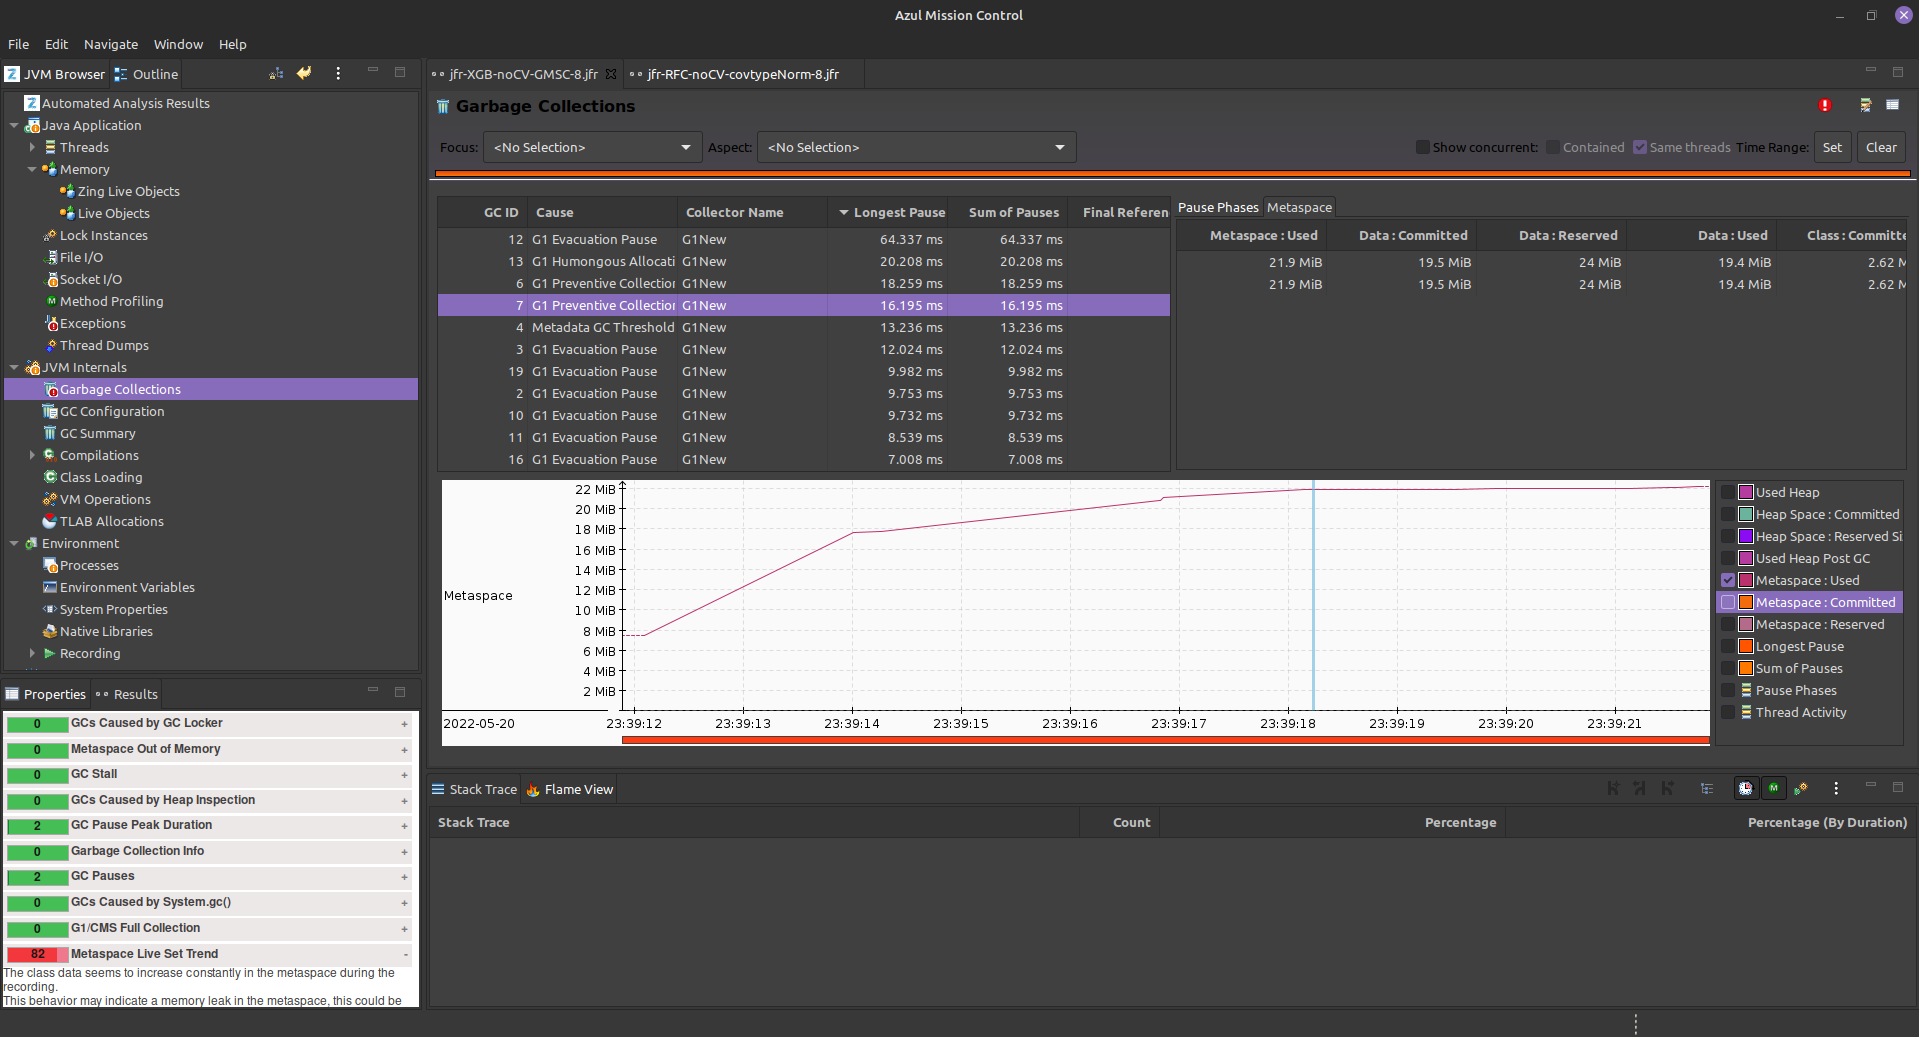 Azul Mission Control
File Edit Navigate Window Help
JVM Browser Outline
Automated Analysis Results
Java Application
Threads
Memory
Zing Live Objects
Live Objects
Lock Instances
File I/O
Socket I/O
Method Profiling
Exceptions
Thread Dumps
JVM Internals
Garbage Collections
GC Configuration
GC Summary
Compilations
Class Loading
VM Operations
TLAB Allocations
Environment
Processes
Environment Variables
System Properties
Native Libraries
Recording
Properties Results
0 GCs Caused by GC Locker +
0 Metaspace Out of Memory +
0 GC Stall +
0 GCs Caused by Heap Inspection +
2 GC Pause Peak Duration +
0 Garbage Collection Info +
2 GC Pauses +
0 GCs Caused by System.gc() +
0 G1/CMS Full Collection +
82 Metaspace Live Set Trend -
The class data seems to increase constantly in the metaspace during the
recording.
This behavior may indicate a memory leak in the metaspace, this could be
jfr-XGB-noCV-GMSC-8.jfr jfr-RFC-noCV-covtypeNorm-8.jfr
Garbage Collections
Focus: <No Selection> Aspect: <No Selection> Show concurrent: Contained Same threads Time Range: Set Clear
GC ID Cause Collector Name Longest Pause Sum of Pauses Final Referen
12 G1 Evacuation Pause G1New 64.337 ms 64.337 ms
13 G1 Humongous Allocati G1New 20.208 ms 20.208 ms
6 G1 Preventive Collection G1New 18.259 ms 18.259 ms
7 G1 Preventive Collection G1New 16.195 ms 16.195 ms
4 Metadata GC Threshold G1New 13.236 ms 13.236 ms
3 G1 Evacuation Pause G1New 12.024 ms 12.024 ms
19 G1 Evacuation Pause G1New 9.982 ms 9.982 ms
2 G1 Evacuation Pause G1New 9.753 ms 9.753 ms
10 G1 Evacuation Pause G1New 9.732 ms 9.732 ms
11 G1 Evacuation Pause G1New 8.539 ms 8.539 ms
16 G1 Evacuation Pause G1New 7.008 ms 7.008 ms
Pause Phases Metaspace
Metaspace : Used Data : Committed Data : Reserved Data : Used Class : Committe
21.9 MiB 19.5 MiB 24 MiB 19.4 MiB 2.62 M
21.9 MiB 19.5 MiB 24 MiB 19.4 MiB 2.62 M
22 MiB
20 MiB
18 MiB
16 MiB
14 MiB
12 MiB
Metaspace
10 MiB
8 MiB
6 MiB
4 MiB
2 MiB
2022-05-20 23:39:12 23:39:13 23:39:14 23:39:15 23:39:16 23:39:17 23:39:18 23:39:19 23:39:20 23:39:21
Used Heap
Heap Space : Committed
Heap Space : Reserved Si
Used Heap Post GC
Metaspace : Used
Metaspace : Committed
Metaspace : Reserved
Longest Pause
Sum of Pauses
Pause Phases
Thread Activity
Stack Trace Flame View
Stack Trace Count Percentage Percentage (By Duration)